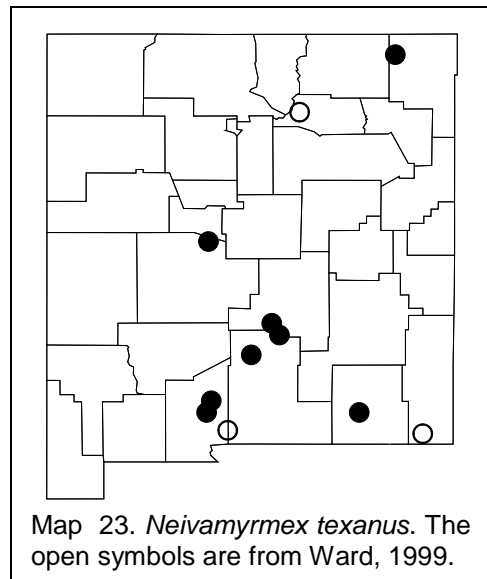 Map 23. Neivamyrmex texanus. The
open symbols are from Ward, 1999.